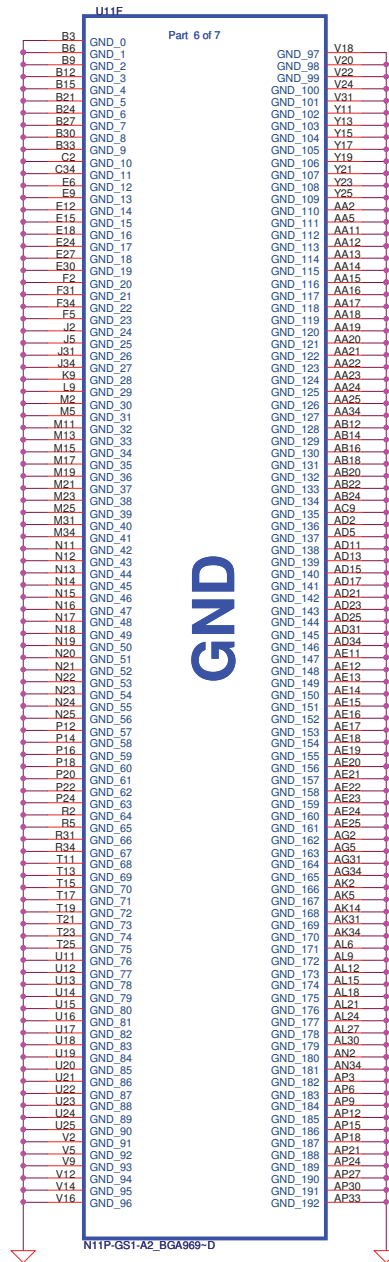 U11F
Part 6 of 7
B3 GND_0
B6 GND_1
B9 GND_2
B12 GND_3
B15 GND_4
B21 GND_5
B24 GND_6
B27 GND_7
B30 GND_8
B33 GND_9
C2 GND_10
C34 GND_11
E6 GND_12
E9 GND_13
E12 GND_14
E15 GND_15
E18 GND_16
E24 GND_17
E27 GND_18
E30 GND_19
F2 GND_20
F31 GND_21
F34 GND_22
F5 GND_23
J2 GND_24
J5 GND_25
J31 GND_26
J34 GND_27
K9 GND_28
L9 GND_29
M2 GND_30
M5 GND_31
M11 GND_32
M13 GND_33
M15 GND_34
M17 GND_35
M19 GND_36
M21 GND_37
M23 GND_38
M25 GND_39
M31 GND_40
M34 GND_41
N11 GND_42
N12 GND_43
N13 GND_44
N14 GND_45
N15 GND_46
N16 GND_47
N17 GND_48
N18 GND_49
N19 GND_50
N20 GND_51
N21 GND_52
N22 GND_53
N23 GND_54
N24 GND_55
N25 GND_56
P12 GND_57
P14 GND_58
P16 GND_59
P18 GND_60
P20 GND_61
P22 GND_62
P24 GND_63
R2 GND_64
R5 GND_65
R31 GND_66
R34 GND_67
T11 GND_68
T13 GND_69
T15 GND_70
T17 GND_71
T19 GND_72
T21 GND_73
T23 GND_74
T25 GND_75
U11 GND_76
U12 GND_77
U13 GND_78
U14 GND_79
U15 GND_80
U16 GND_81
U17 GND_82
U18 GND_83
U19 GND_84
U20 GND_85
U21 GND_86
U22 GND_87
U23 GND_88
U24 GND_89
U25 GND_90
V2 GND_91
V5 GND_92
V9 GND_93
V12 GND_94
V14 GND_95
V16 GND_96
GND
GND_97 V18
GND_98 V20
GND_99 V22
GND_100 V24
GND_101 V31
GND_102 Y11
GND_103 Y13
GND_104 Y15
GND_105 Y17
GND_106 Y19
GND_107 Y21
GND_108 Y23
GND_109 Y25
GND_110 AA2
GND_111 AA5
GND_112 AA11
GND_113 AA12
GND_114 AA13
GND_115 AA14
GND_116 AA15
GND_117 AA16
GND_118 AA17
GND_119 AA18
GND_120 AA19
GND_121 AA20
GND_122 AA21
GND_123 AA22
GND_124 AA23
GND_125 AA24
GND_126 AA25
GND_127 AA34
GND_128 AB12
GND_129 AB14
GND_130 AB16
GND_131 AB18
GND_132 AB20
GND_133 AB22
GND_134 AB24
GND_135 AC9
GND_136 AD2
GND_137 AD5
GND_138 AD11
GND_139 AD13
GND_140 AD15
GND_141 AD17
GND_142 AD21
GND_143 AD23
GND_144 AD25
GND_145 AD31
GND_146 AD34
GND_147 AE11
GND_148 AE12
GND_149 AE13
GND_150 AE14
GND_151 AE15
GND_152 AE16
GND_153 AE17
GND_154 AE18
GND_155 AE19
GND_156 AE20
GND_157 AE21
GND_158 AE22
GND_159 AE23
GND_160 AE24
GND_161 AE25
GND_162 AG2
GND_163 AG5
GND_164 AG31
GND_165 AG34
GND_166 AK2
GND_167 AK5
GND_168 AK14
GND_169 AK31
GND_170 AK34
GND_171 AL6
GND_172 AL9
GND_173 AL12
GND_174 AL15
GND_175 AL18
GND_176 AL21
GND_177 AL24
GND_178 AL27
GND_179 AL30
GND_180 AN2
GND_181 AN34
GND_182 AP3
GND_183 AP6
GND_184 AP9
GND_185 AP12
GND_186 AP15
GND_187 AP18
GND_188 AP21
GND_189 AP24
GND_190 AP27
GND_191 AP30
GND_192 AP33
N11P-GS1-A2_BGA969~D